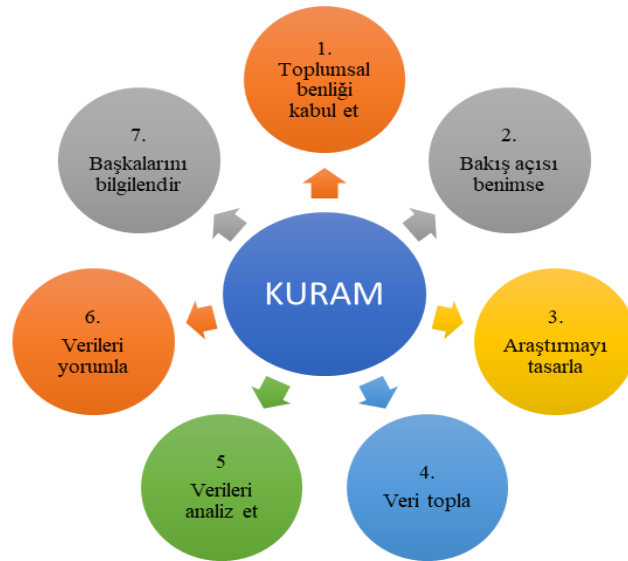 1.
Toplumsal
benliği
kabul et
2.
Bakış açısı
benimse
3.
Araştırmayı
tasarla
4.
Veri topla
5
Verileri
analiz et
6.
Verileri
yorumla
7.
Başkalarını
bilgilendir
KURAM